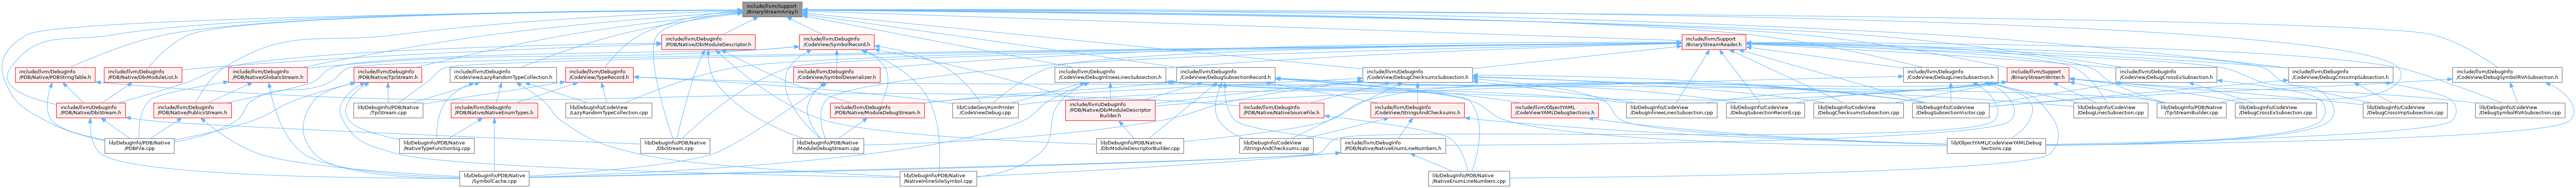 include/llvm/Support
/BinaryStreamArray.h
include/llvm/DebugInfo
/PDB/Native/DbiModuleDescriptor.h
include/llvm/DebugInfo
/CodeView/SymbolRecord.h
include/llvm/Support
/BinaryStreamReader.h
include/llvm/DebugInfo
/PDB/Native/PDBStringTable.h
include/llvm/DebugInfo
/PDB/Native/DbiModuleList.h
include/llvm/DebugInfo
/PDB/Native/GlobalsStream.h
include/llvm/DebugInfo
/PDB/Native/TpiStream.h
include/llvm/DebugInfo
/CodeView/LazyRandomTypeCollection.h
include/llvm/DebugInfo
/CodeView/TypeRecord.h
include/llvm/DebugInfo
/CodeView/SymbolDeserializer.h
include/llvm/DebugInfo
/CodeView/DebugInlineeLinesSubsection.h
include/llvm/DebugInfo
/CodeView/DebugSubsectionRecord.h
include/llvm/DebugInfo
/CodeView/DebugChecksumsSubsection.h
include/llvm/DebugInfo
/CodeView/DebugLinesSubsection.h
include/llvm/Support
/BinaryStreamWriter.h
include/llvm/DebugInfo
/CodeView/DebugCrossExSubsection.h
include/llvm/DebugInfo
/CodeView/DebugCrossImpSubsection.h
include/llvm/DebugInfo
/CodeView/DebugSymbolRVASubsection.h
include/llvm/DebugInfo
/PDB/Native/DbiStream.h
include/llvm/DebugInfo
/PDB/Native/PublicsStream.h
lib/DebugInfo/PDB/Native
/TpiStream.cpp
include/llvm/DebugInfo
/PDB/Native/NativeEnumTypes.h
lib/DebugInfo/CodeView
/LazyRandomTypeCollection.cpp
include/llvm/DebugInfo
/PDB/Native/ModuleDebugStream.h
lib/CodeGen/AsmPrinter
/CodeViewDebug.cpp
include/llvm/DebugInfo
/PDB/Native/DbiModuleDescriptor
Builder.h
include/llvm/DebugInfo
/PDB/Native/NativeSourceFile.h
include/llvm/DebugInfo
/CodeView/StringsAndChecksums.h
include/llvm/ObjectYAML
/CodeViewYAMLDebugSections.h
lib/DebugInfo/CodeView
/DebugInlineeLinesSubsection.cpp
lib/DebugInfo/CodeView
/DebugSubsectionRecord.cpp
lib/DebugInfo/CodeView
/DebugChecksumsSubsection.cpp
lib/DebugInfo/CodeView
/DebugSubsectionVisitor.cpp
lib/DebugInfo/CodeView
/DebugLinesSubsection.cpp
lib/DebugInfo/PDB/Native
/TpiStreamBuilder.cpp
lib/DebugInfo/CodeView
/DebugCrossExSubsection.cpp
lib/DebugInfo/CodeView
/DebugCrossImpSubsection.cpp
lib/DebugInfo/CodeView
/DebugSymbolRVASubsection.cpp
lib/DebugInfo/PDB/Native
/PDBFile.cpp
lib/DebugInfo/PDB/Native
/NativeTypeFunctionSig.cpp
lib/DebugInfo/PDB/Native
/DbiStream.cpp
lib/DebugInfo/PDB/Native
/ModuleDebugStream.cpp
lib/DebugInfo/PDB/Native
/DbiModuleDescriptorBuilder.cpp
lib/DebugInfo/CodeView
/StringsAndChecksums.cpp
include/llvm/DebugInfo
/PDB/Native/NativeEnumLineNumbers.h
lib/ObjectYAML/CodeViewYAMLDebug
Sections.cpp
lib/DebugInfo/PDB/Native
/SymbolCache.cpp
lib/DebugInfo/PDB/Native
/NativeInlineSiteSymbol.cpp
lib/DebugInfo/PDB/Native
/NativeEnumLineNumbers.cpp